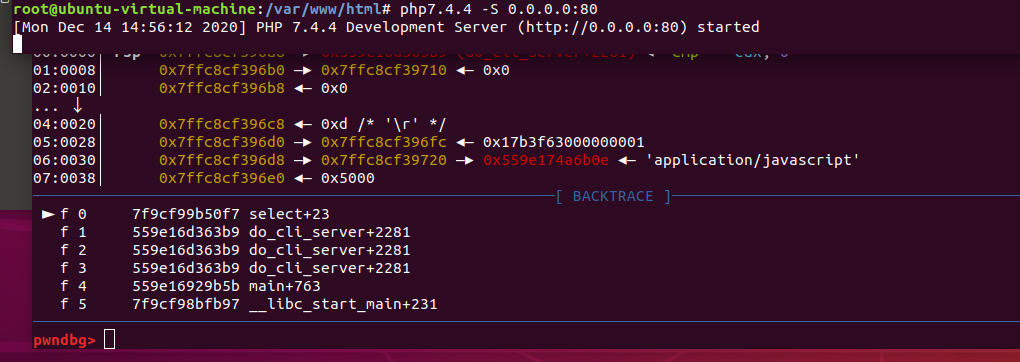 root@ubuntu-virtual-machine:/var/www/html# php7.4.4 -S 0.0.0.0:80
[Mon Dec 14 14:56:12 2020] PHP 7.4.4 Development Server (http://0.0.0.0:80) started
01:0008│ 0x7ffc8cf396b0 —▸ 0x7ffc8cf39710 ◂— 0x0
02:0010│ 0x7ffc8cf396b8 ◂— 0x0
... ↓
04:0020│ 0x7ffc8cf396c8 ◂— 0xd /* '\r' */
05:0028│ 0x7ffc8cf396d0 —▸ 0x7ffc8cf396fc ◂— 0x17b3f63000000001
06:0030│ 0x7ffc8cf396d8 —▸ 0x7ffc8cf39720 —▸ 0x559e174a6b0e ◂— 'application/javascript'
07:0038│ 0x7ffc8cf396e0 ◂— 0x5000
[ BACKTRACE ]
► f 0 7f9cf99b50f7 select+23
f 1 559e16d363b9 do_cli_server+2281
f 2 559e16d363b9 do_cli_server+2281
f 3 559e16d363b9 do_cli_server+2281
f 4 559e16929b5b main+763
f 5 7f9cf98bfb97 __libc_start_main+231
pwndbg>